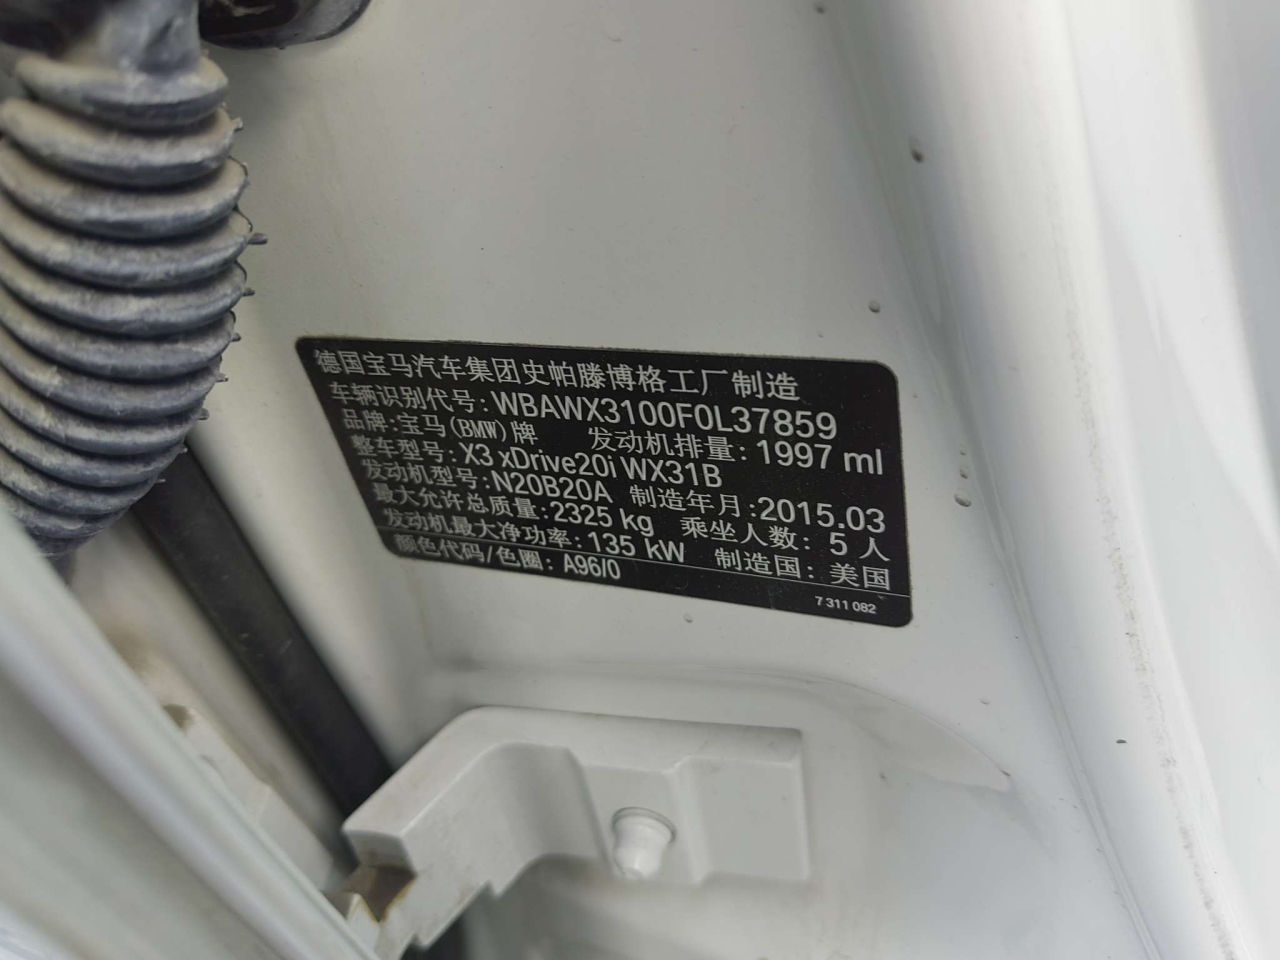 德国宝马汽车集团史帕滕博格工厂制造
车辆识别代号:WBAWX3100F0L37859
品牌:宝马(BMW)牌 发动机排量:1997 ml
整车型号:X3 xDrive20i WX31B
发动机型号:N20B20A 制造年月:2015.03
最大允许总质量:2325 kg 乘坐人数:5人
发动机最大净功率:135 kW 制造国:美国
颜色代码/色圈:A96/0
7 311 082